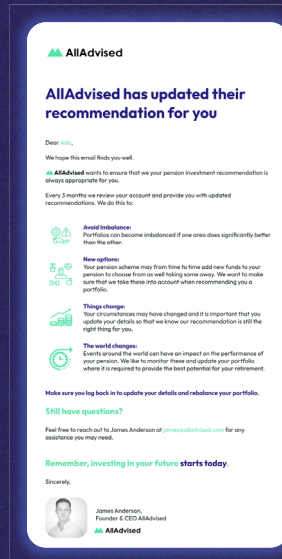 AllAdvised
AllAdvised has updated their
recommendation for you
Dear Ada,
We hope this email finds you well.
AllAdvised wants to ensure that we your pension investment recommendation is
always appropriate for you.
Every 3 months we review your account and provide you with updated
recommendations. We do this to:
Avoid Imbalance:
Portfolios can become imbalanced if one area does significantly better
than the other.
New options:
Your pension scheme may from time to time add new funds to your
pension to choose from as well taking some away. We want to make
sure that we take these into account when recommending you a
portfolio.
Things change:
Your circumstances may have changed and it is important that you
update your details so that we know our recommendation is still the
right thing for you.
The world changes:
Events around the world can have an impact on the performance of
your pension. We like to monitor these and update your portfolio
where it is required to provide the best potential for your retirement.
Make sure you log back in to update your details and rebalance your portfolio.
Still have questions?
Feel free to reach out to James Anderson at james@alladvised.com for any
assistance you may need.
Remember, investing in your future starts today.
Sincerely,
James Anderson,
Founder & CEO AllAdvised
AllAdvised